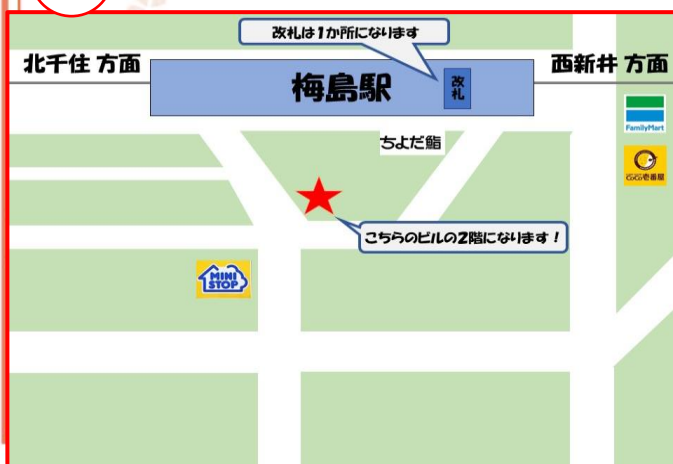 改札は1か所になります
北千住 方面
西新井 方面
梅島駅
改札
FamilyMart
ちよだ鮨
CoCo壱番屋
こちらのビルの2階になります！
MINI
STOP